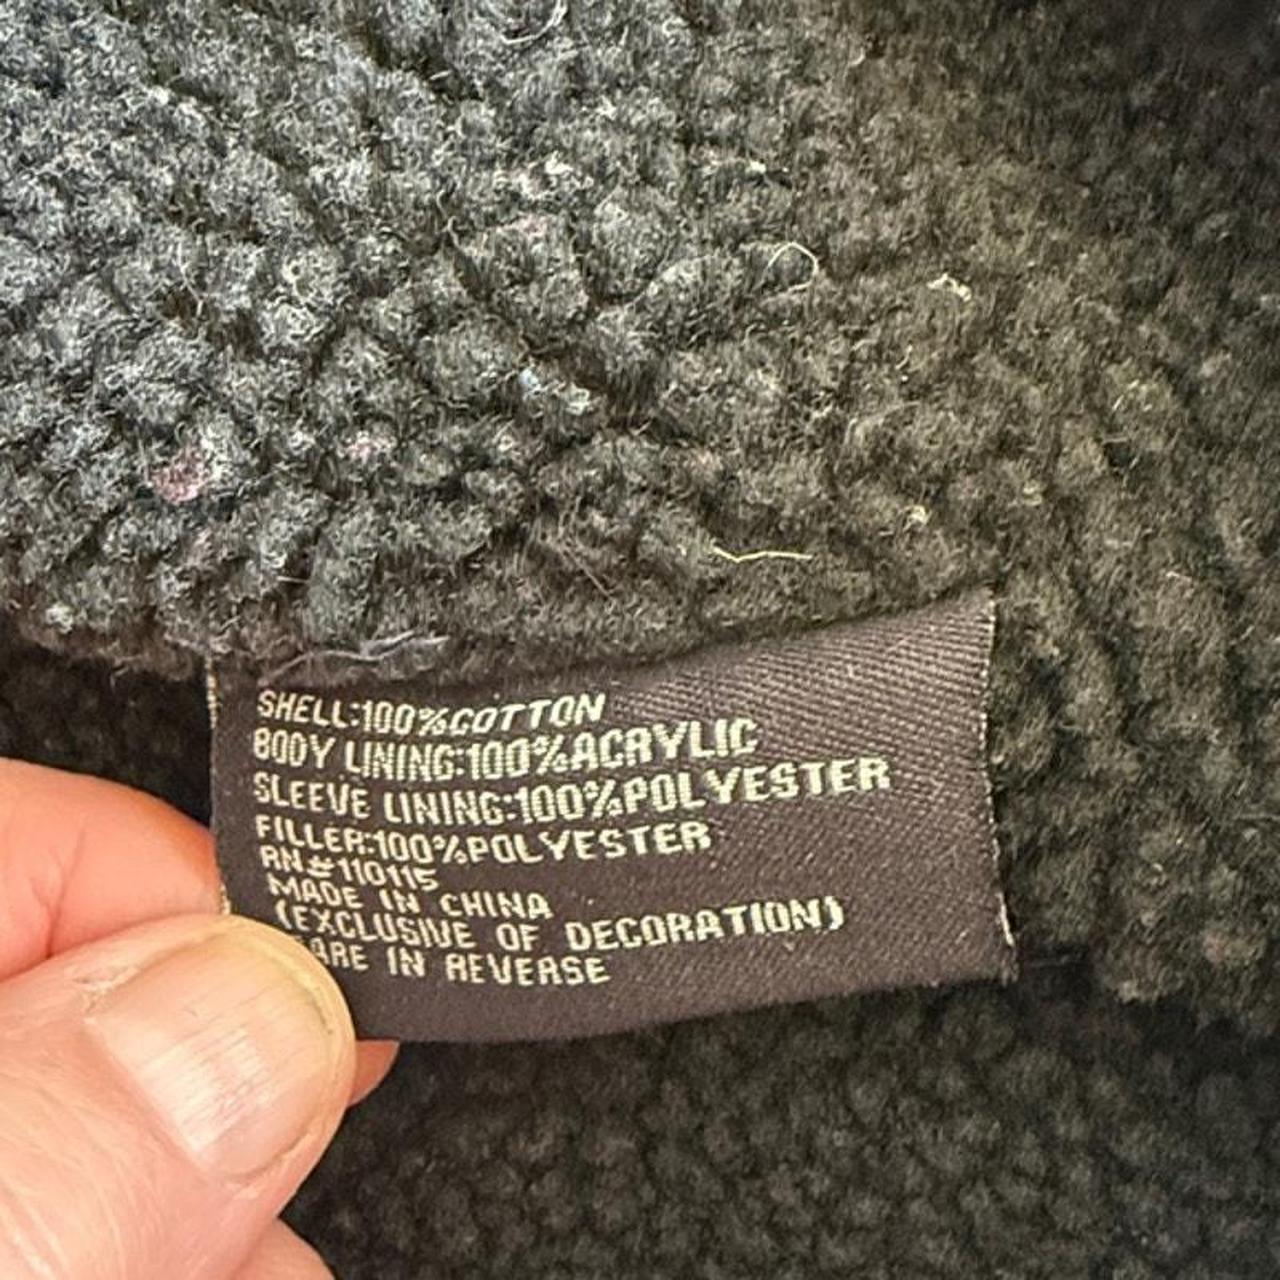 SHELL:100%COTTON
BODY LINING:100%ACRYLIC
SLEEVE LINING:100%POLYESTER
FILLER:100%POLYESTER
RN#110115
MADE IN CHINA
(EXCLUSIVE OF DECORATION)
ARE IN REVERSE